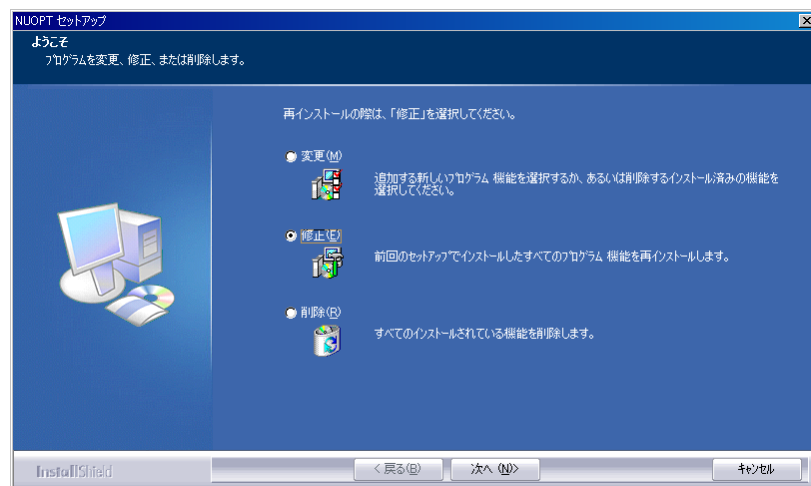 NUOPT セットアップ
ようこそ
プログラムを変更、修正、または削除します。
再インストールの際は、「修正」を選択してください。
変更(M)
追加する新しいプログラム 機能を選択するか、あるいは削除するインストール済みの機能を
選択してください。
修正(E)
前回のセットアップでインストールしたすべてのプログラム 機能を再インストールします。
削除(R)
すべてのインストールされている機能を削除します。
InstallShield
< 戻る(B)
次へ (N)>
キャンセル